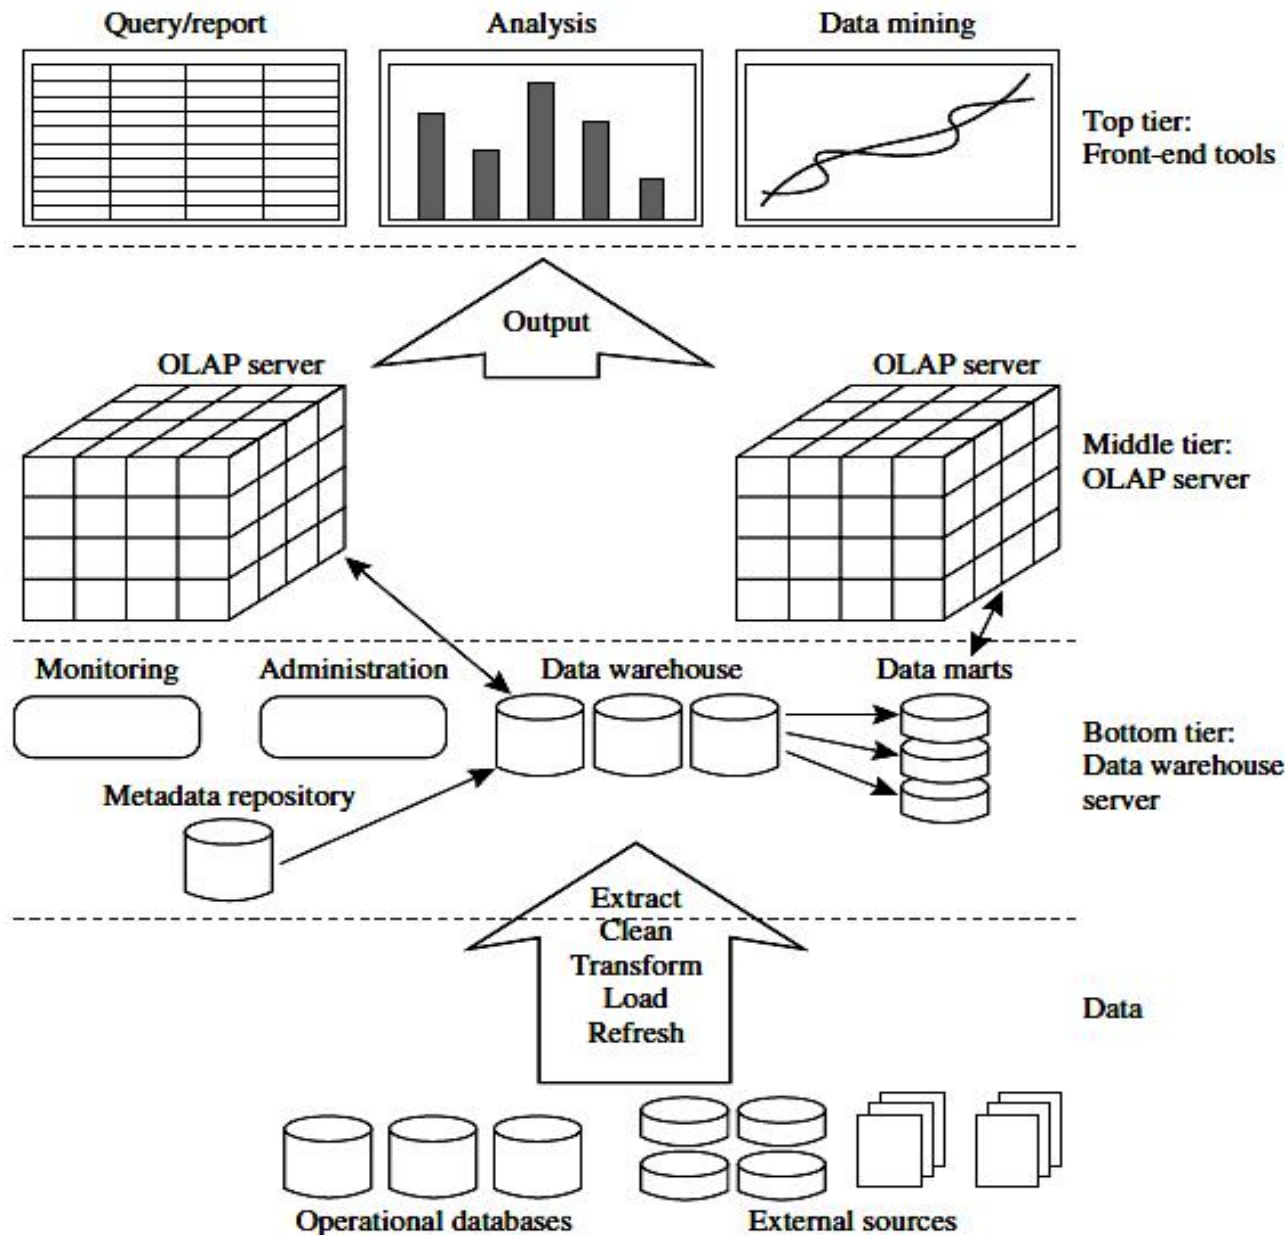 Query/report
Analysis
Data mining
Top tier:
Front-end tools
Output
OLAP server
OLAP server
Middle tier:
OLAP server
Monitoring
Administration
Data warehouse
Data marts
Bottom tier:
Data warehouse
server
Metadata repository
Extract
Clean
Transform
Load
Refresh
Data
Operational databases
External sources